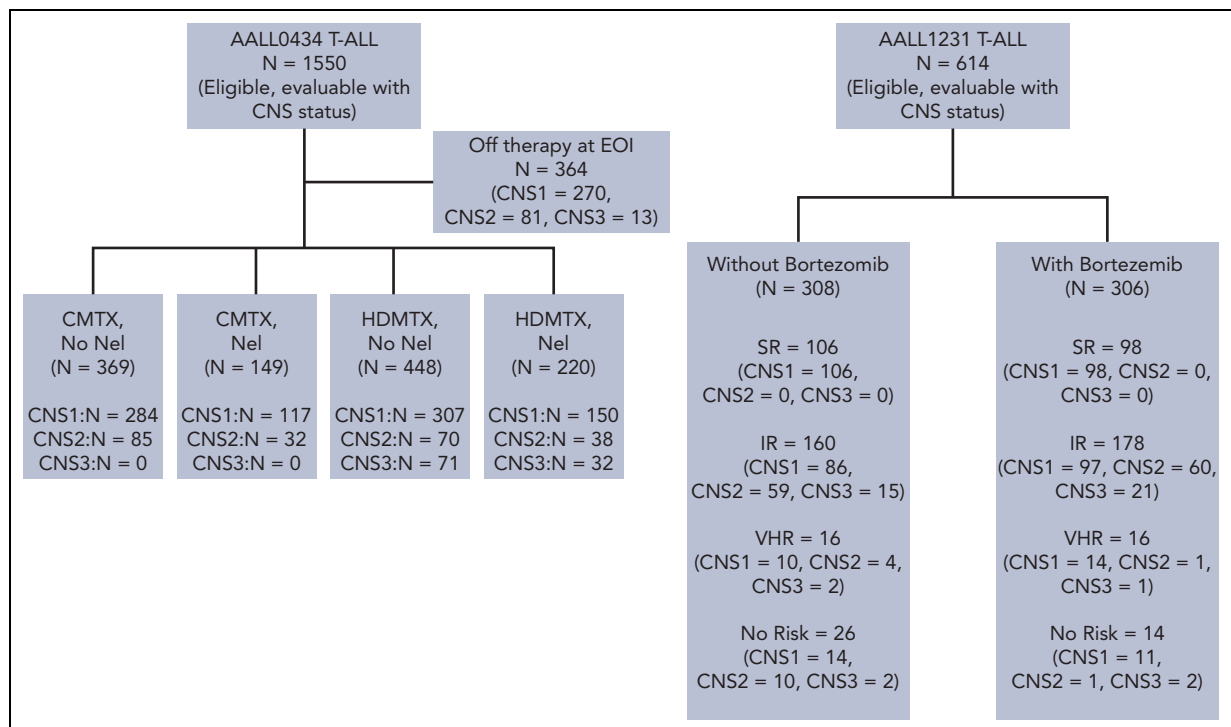 AALL0434 T-ALL
N = 1550
(Eligible, evaluable with
CNS status)
Off therapy at EOI
N = 364
(CNS1 = 270,
CNS2 = 81, CNS3 = 13)
CMTX,
No Nel
(N = 369)
CNS1:N = 284
CNS2:N = 85
CNS3:N = 0
CMTX,
Nel
(N = 149)
CNS1:N = 117
CNS2:N = 32
CNS3:N = 0
HDMTX,
No Nel
(N = 448)
CNS1:N = 307
CNS2:N = 70
CNS3:N = 71
HDMTX,
Nel
(N = 220)
CNS1:N = 150
CNS2:N = 38
CNS3:N = 32
AALL1231 T-ALL
N = 614
(Eligible, evaluable with
CNS status)
Without Bortezomib
(N = 308)
SR = 106
(CNS1 = 106,
CNS2 = 0, CNS3 = 0)
IR = 160
(CNS1 = 86,
CNS2 = 59, CNS3 = 15)
VHR = 16
(CNS1 = 10, CNS2 = 4,
CNS3 = 2)
No Risk = 26
(CNS1 = 14,
CNS2 = 10, CNS3 = 2)
With Bortezemib
(N = 306)
SR = 98
(CNS1 = 98, CNS2 = 0,
CNS3 = 0)
IR = 178
(CNS1 = 97, CNS2 = 60,
CNS3 = 21)
VHR = 16
(CNS1 = 14, CNS2 = 1,
CNS3 = 1)
No Risk = 14
(CNS1 = 11,
CNS2 = 1, CNS3 = 2)